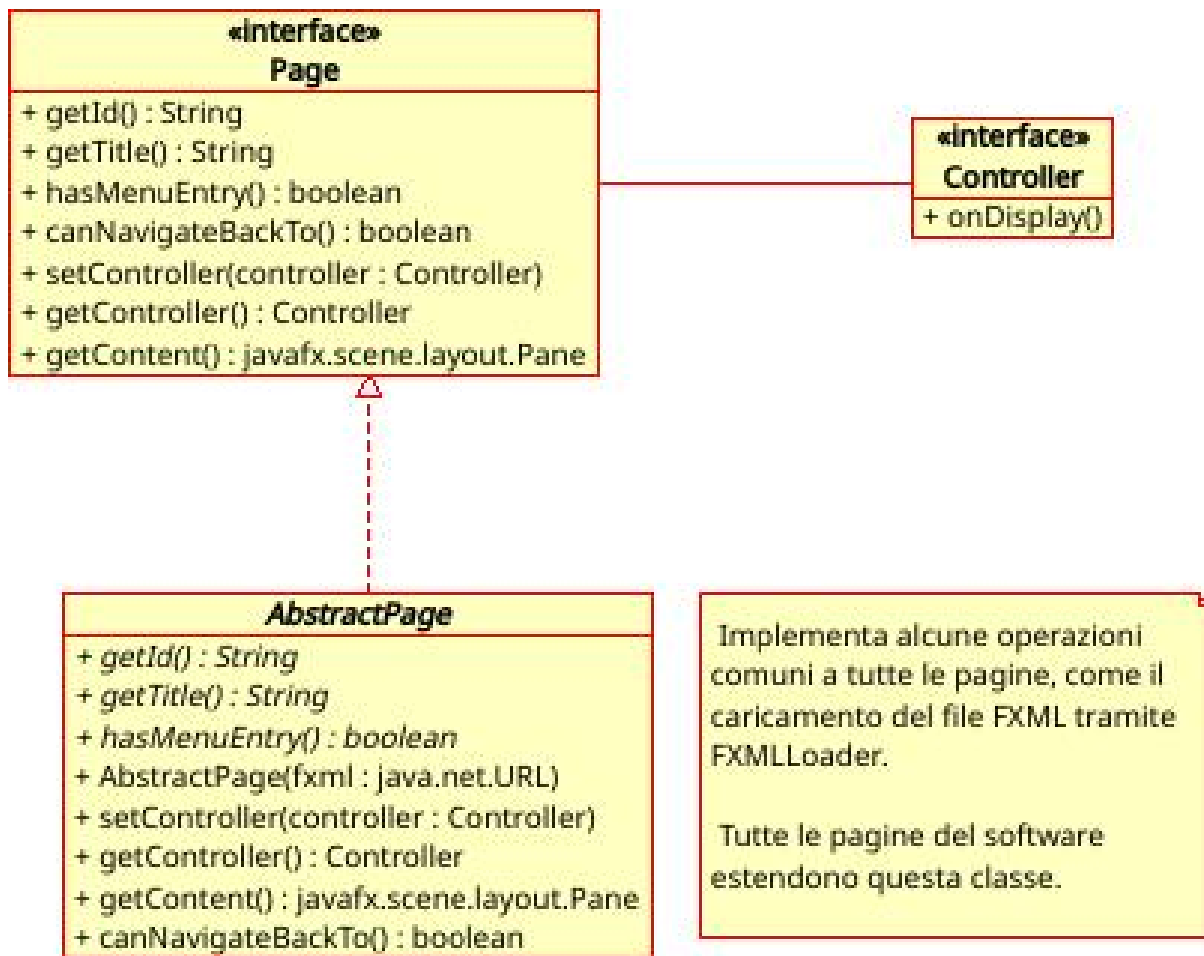 «interface»
Page
+ getId() : String
+ getTitle() : String
+ hasMenuEntry() : boolean
+ canNavigateBackTo() : boolean
+ setController(controller : Controller)
+ getController() : Controller
+ getContent() : javafx.scene.layout.Pane
«interface»
Controller
+ onDisplay()
AbstractPage
+ getId() : String
+ getTitle() : String
+ hasMenuEntry() : boolean
+ AbstractPage(fxml : java.net.URL)
+ setController(controller : Controller)
+ getController() : Controller
+ getContent() : javafx.scene.layout.Pane
+ canNavigateBackTo() : boolean
Implementa alcune operazioni
comuni a tutte le pagine, come il
caricamento del file FXML tramite
FXMLLoader.
Tutte le pagine del software
estendono questa classe.